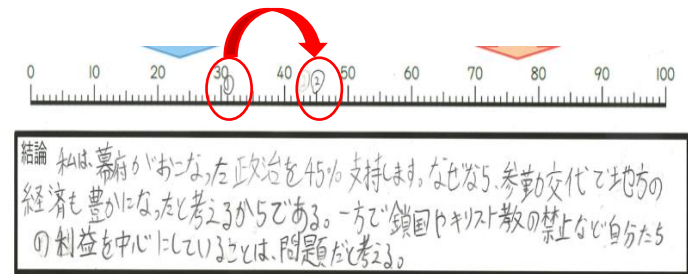 0 10 20 30 40 50 60 70 80 90 100
① ②
結論 私は、幕府がおこなった政治を45%支持します。なぜなら、参勤交代で地方の
経済も豊かになったと考えるからである。一方で鎖国やキリスト教の禁止など自分たち
の利益を中心にしていることは、問題だと考える。